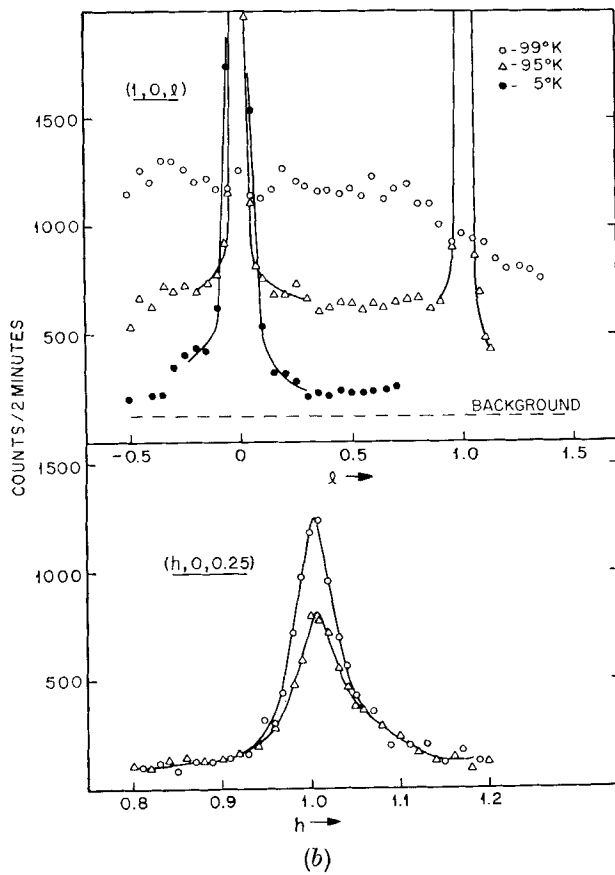 (1,0,ℓ)
○ - 99°K
△ - 95°K
● - 5°K
1500
1000
500
BACKGROUND
-0.5
0
0.5
1.0
1.5
ℓ →
COUNTS/2 MINUTES
1500
(h,0,0.25)
1000
500
0.8
0.9
1.0
1.1
1.2
h →
(b)